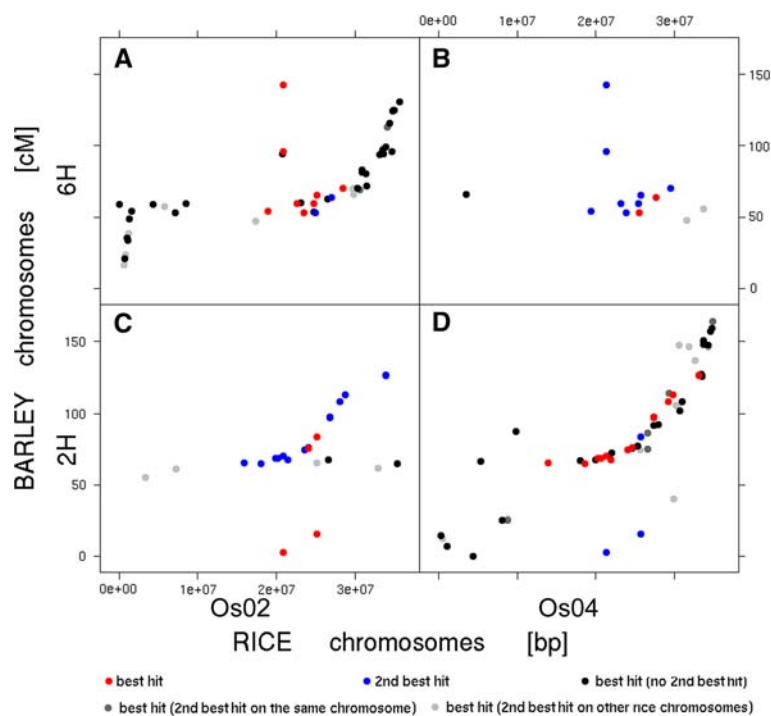 0e+00 1e+07 2e+07 3e+07
A
B
150
100
50
0
6H
[cM]
BARLEY chromosomes
C
D
150
100
50
0
2H
0e+00 1e+07 2e+07 3e+07
Os02 Os04
RICE chromosomes [bp]
best hit 2nd best hit best hit (no 2nd best hit)
best hit (2nd best hit on the same chromosome) best hit (2nd best hit on other rice chromosomes)